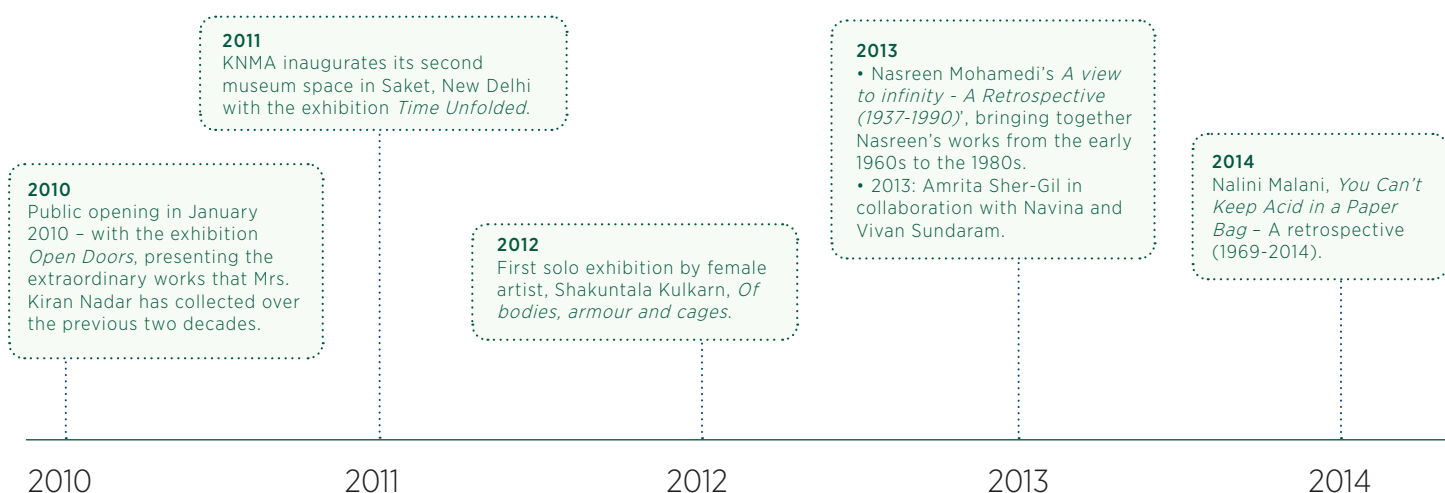 2010
Public opening in January
2010 – with the exhibition
Open Doors, presenting the
extraordinary works that Mrs.
Kiran Nadar has collected over
the previous two decades.
2011
KNMA inaugurates its second
museum space in Saket, New Delhi
with the exhibition Time Unfolded.
2012
First solo exhibition by female
artist, Shakuntala Kulkarn, Of
bodies, armour and cages.
2013
• Nasreen Mohamedi's A view
to infinity - A Retrospective
(1937-1990)', bringing together
Nasreen's works from the early
1960s to the 1980s.
• 2013: Amrita Sher-Gil in
collaboration with Navina and
Vivan Sundaram.
2014
Nalini Malani, You Can't
Keep Acid in a Paper
Bag – A retrospective
(1969-2014).
2010
2011
2012
2013
2014